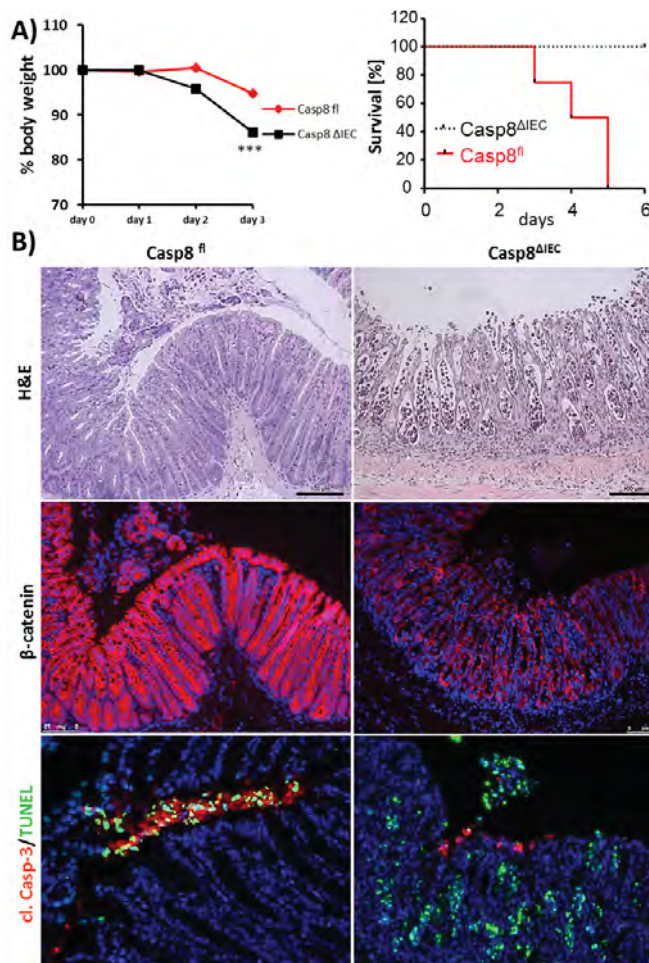 A)
% body weight
110
100
90
80
70
day 0
day 1
day 2
day 3
Casp8 fl
Casp8 ΔIEC
***
Survival [%]
120
100
80
60
40
20
0
Casp8ΔIEC
Casp8fl
0
2
4
6
days
B)
Casp8 fl
Casp8ΔIEC
H&E
β-catenin
cl. Casp-3/TUNEL